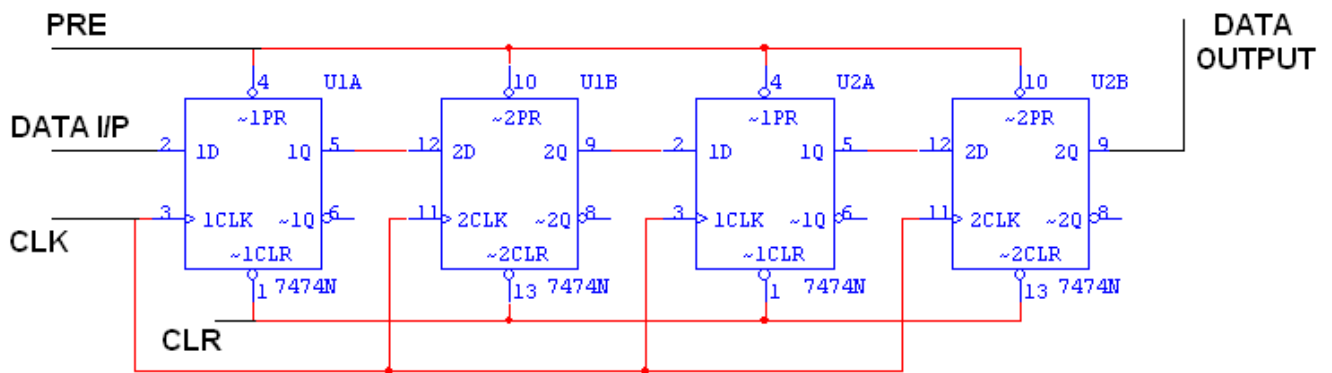 PRE
DATA
OUTPUT
4 U1A
10 U1B
4 U2A
10 U2B
~1PR
~2PR
~1PR
~2PR
DATA I/P
2 1D 1Q 5
12 2D 2Q 9
2 1D 1Q 5
12 2D 2Q 9
CLK
3 1CLK ~1Q 6
11 2CLK ~2Q 8
3 1CLK ~1Q 6
11 2CLK ~2Q 8
~1CLR
~2CLR
~1CLR
~2CLR
1 7474N
13 7474N
1 7474N
13 7474N
CLR